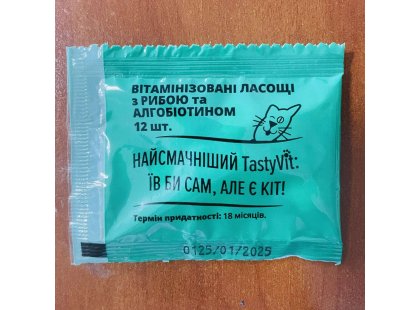 ВІТАМІНІЗОВАНІ ЛАСОЩІ
з РИБОЮ та
АЛГОБІОТИНОМ
12 шт.
НАЙСМАЧНІШИЙ TastyVit:
ЇВ БИ САМ, АЛЕ Є КІТ!
Термін придатності: 18 місяців.
0125/01/2025